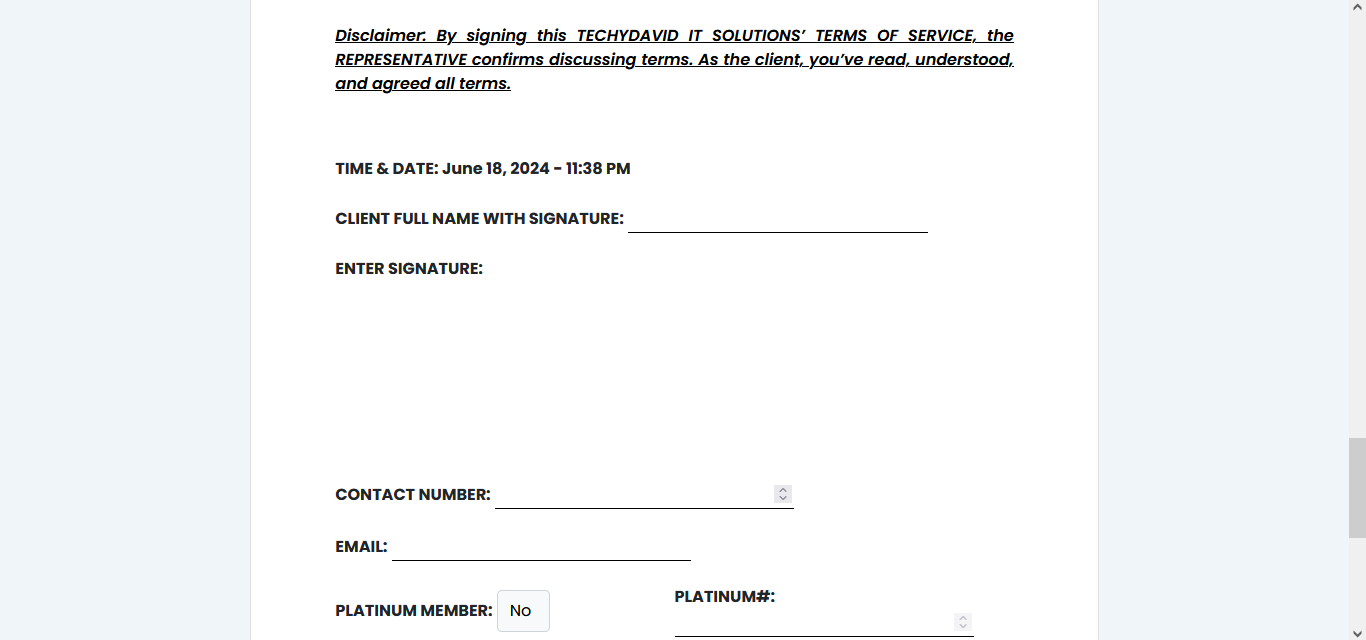 Disclaimer: By signing this TECHYDAVID IT SOLUTIONS’ TERMS OF SERVICE, the
REPRESENTATIVE confirms discussing terms. As the client, you’ve read, understood,
and agreed all terms.
TIME & DATE: June 18, 2024 - 11:38 PM
CLIENT FULL NAME WITH SIGNATURE:
ENTER SIGNATURE:
CONTACT NUMBER:
EMAIL:
PLATINUM MEMBER: No
PLATINUM#: